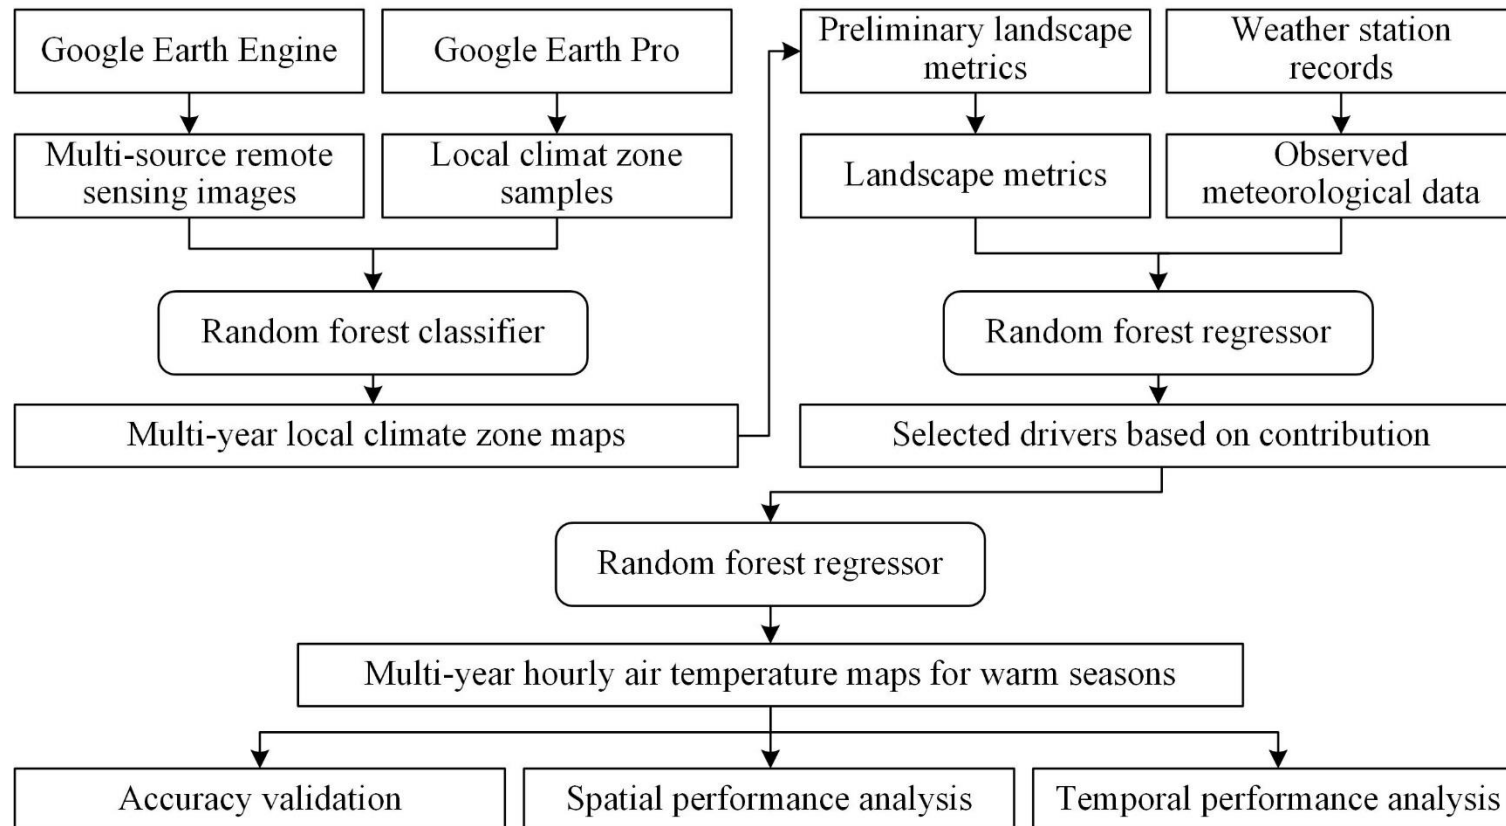 Google Earth Engine
Google Earth Pro
Multi-source remote
sensing images
Local climat zone
samples
Random forest classifier
Multi-year local climate zone maps
Preliminary landscape
metrics
Weather station
records
Landscape metrics
Observed
meteorological data
Random forest regressor
Selected drivers based on contribution
Random forest regressor
Multi-year hourly air temperature maps for warm seasons
Accuracy validation
Spatial performance analysis
Temporal performance analysis